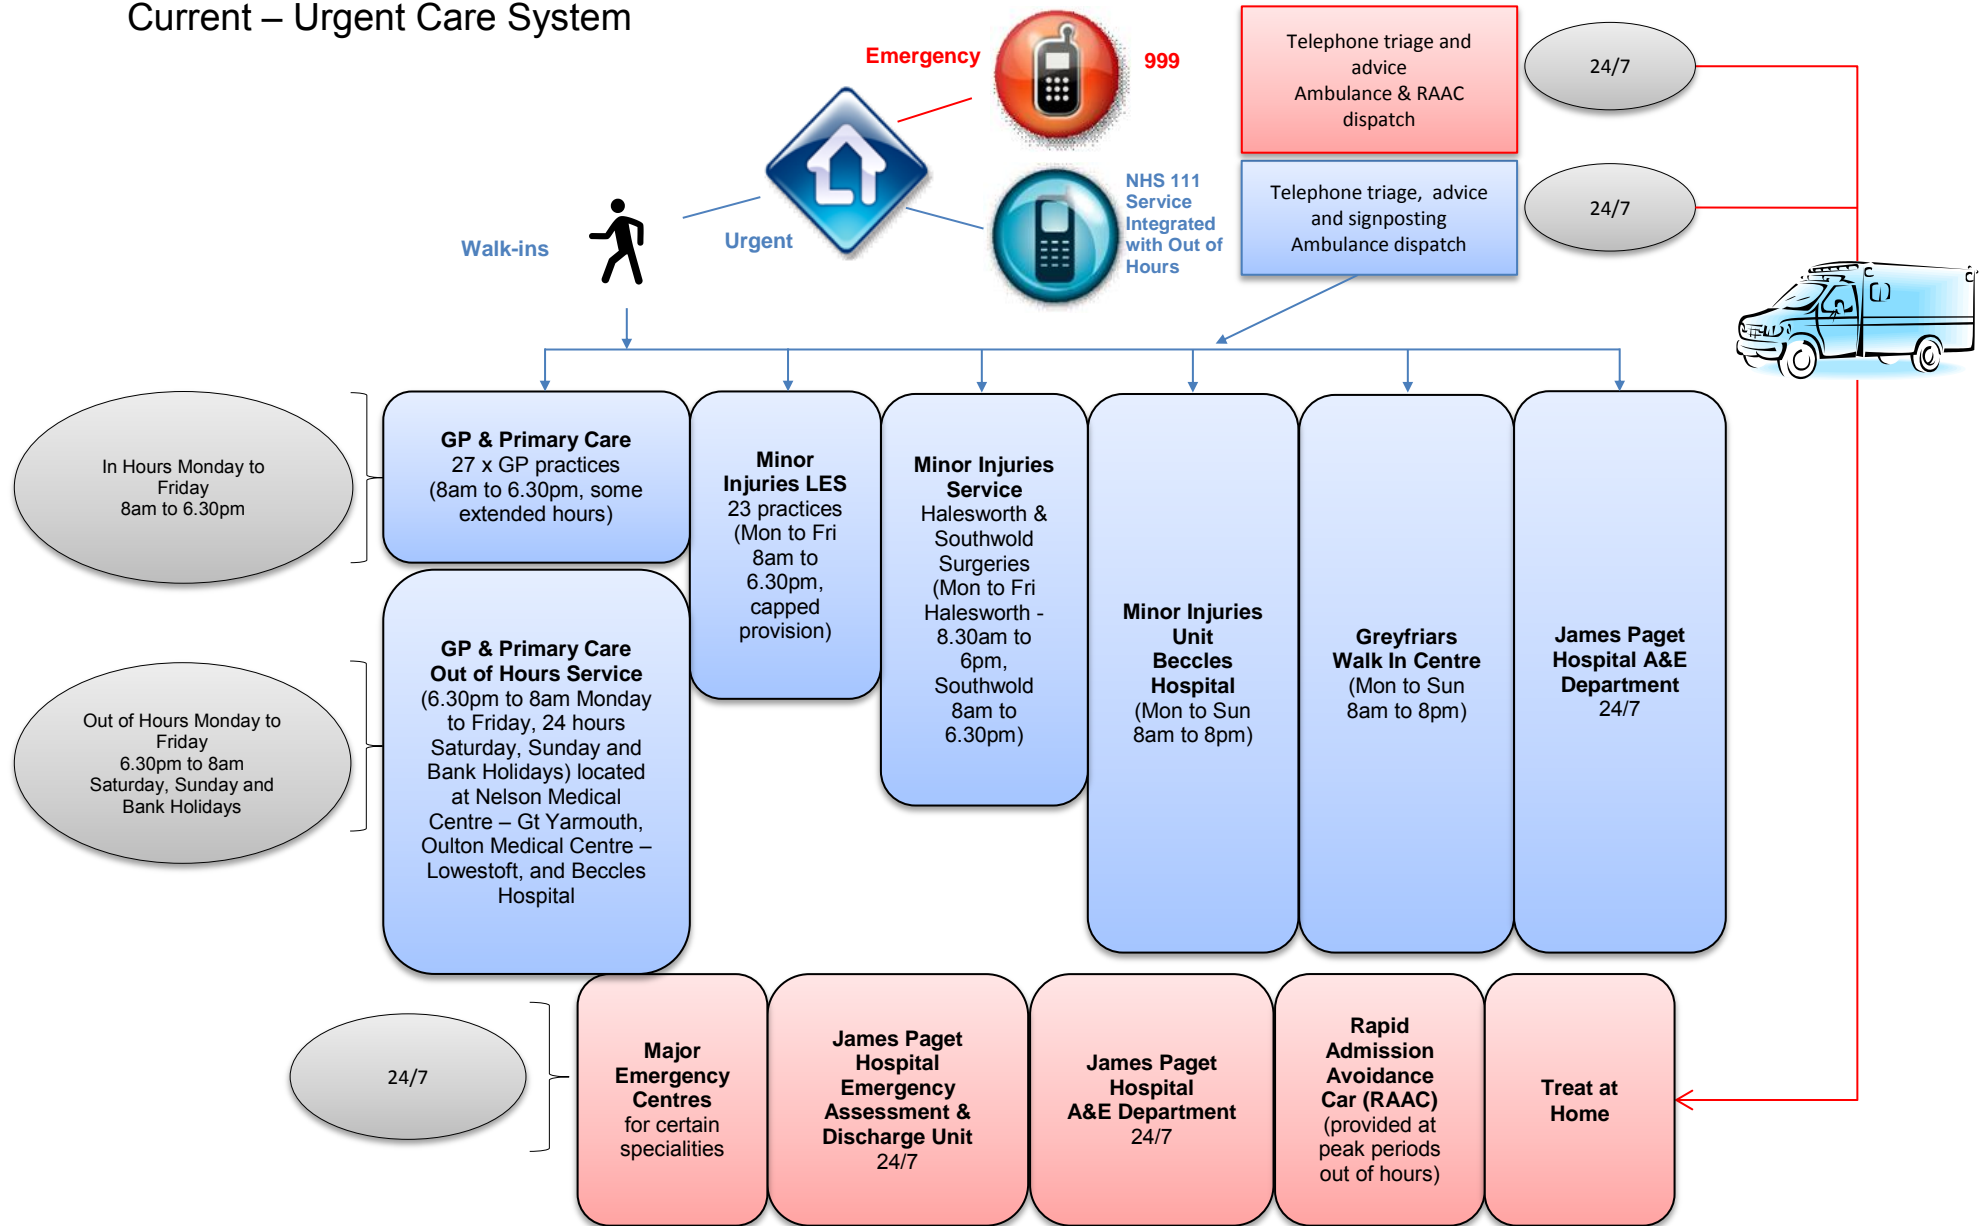 Current – Urgent Care System
Emergency
999
Telephone triage and
advice
Ambulance & RAAC
dispatch
24/7
NHS 111
Service
Integrated
with Out of
Hours
Telephone triage,  advice
and signposting
Ambulance dispatch
24/7
Walk-ins
Urgent
In Hours Monday to
Friday
8am to 6.30pm
GP & Primary Care
27 x GP practices
(8am to 6.30pm, some
extended hours)
Minor
Injuries LES
23 practices
(Mon to Fri
8am to
6.30pm,
capped
provision)
Minor Injuries
Service
Halesworth &
Southwold
Surgeries
(Mon to Fri
Halesworth -
8.30am to
6pm,
Southwold
8am to
6.30pm)
Minor Injuries
Unit
Beccles
Hospital
(Mon to Sun
8am to 8pm)
Greyfriars
Walk In Centre
(Mon to Sun
8am to 8pm)
James Paget
Hospital A&E
Department
24/7
Out of Hours Monday to
Friday
6.30pm to 8am
Saturday, Sunday and
Bank Holidays
GP & Primary Care
Out of Hours Service
(6.30pm to 8am Monday
to Friday, 24 hours
Saturday, Sunday and
Bank Holidays) located
at Nelson Medical
Centre – Gt Yarmouth,
Oulton Medical Centre –
Lowestoft, and Beccles
Hospital
24/7
Major
Emergency
Centres
for certain
specialities
James Paget
Hospital
Emergency
Assessment &
Discharge Unit
24/7
James Paget
Hospital
A&E Department
24/7
Rapid
Admission
Avoidance
Car (RAAC)
(provided at
peak periods
out of hours)
Treat at
Home